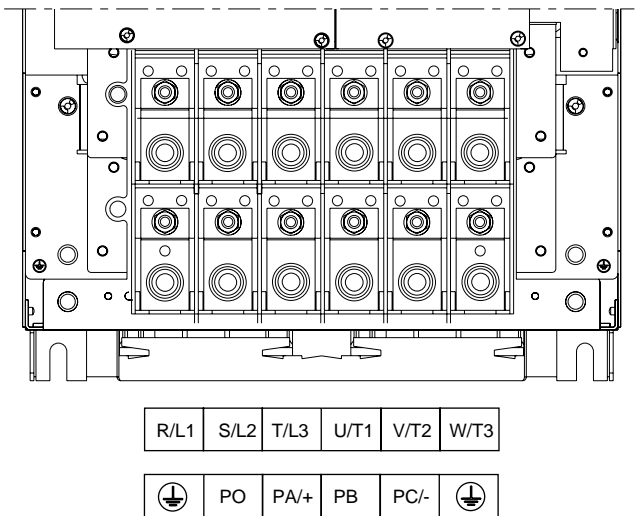 R/L1 S/L2 T/L3 U/T1 V/T2 W/T3
PO PA/+ PB PC/-